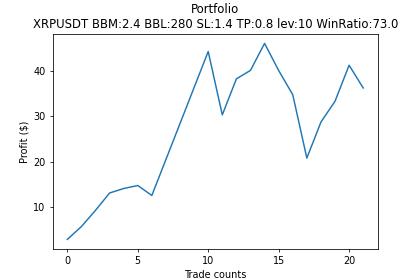 Portfolio
XRPUSDT BBM:2.4 BBL:280 SL:1.4 TP:0.8 lev:10 WinRatio:73.0
Profit ($)
40
30
20
10
0
5
10
15
20
Trade counts